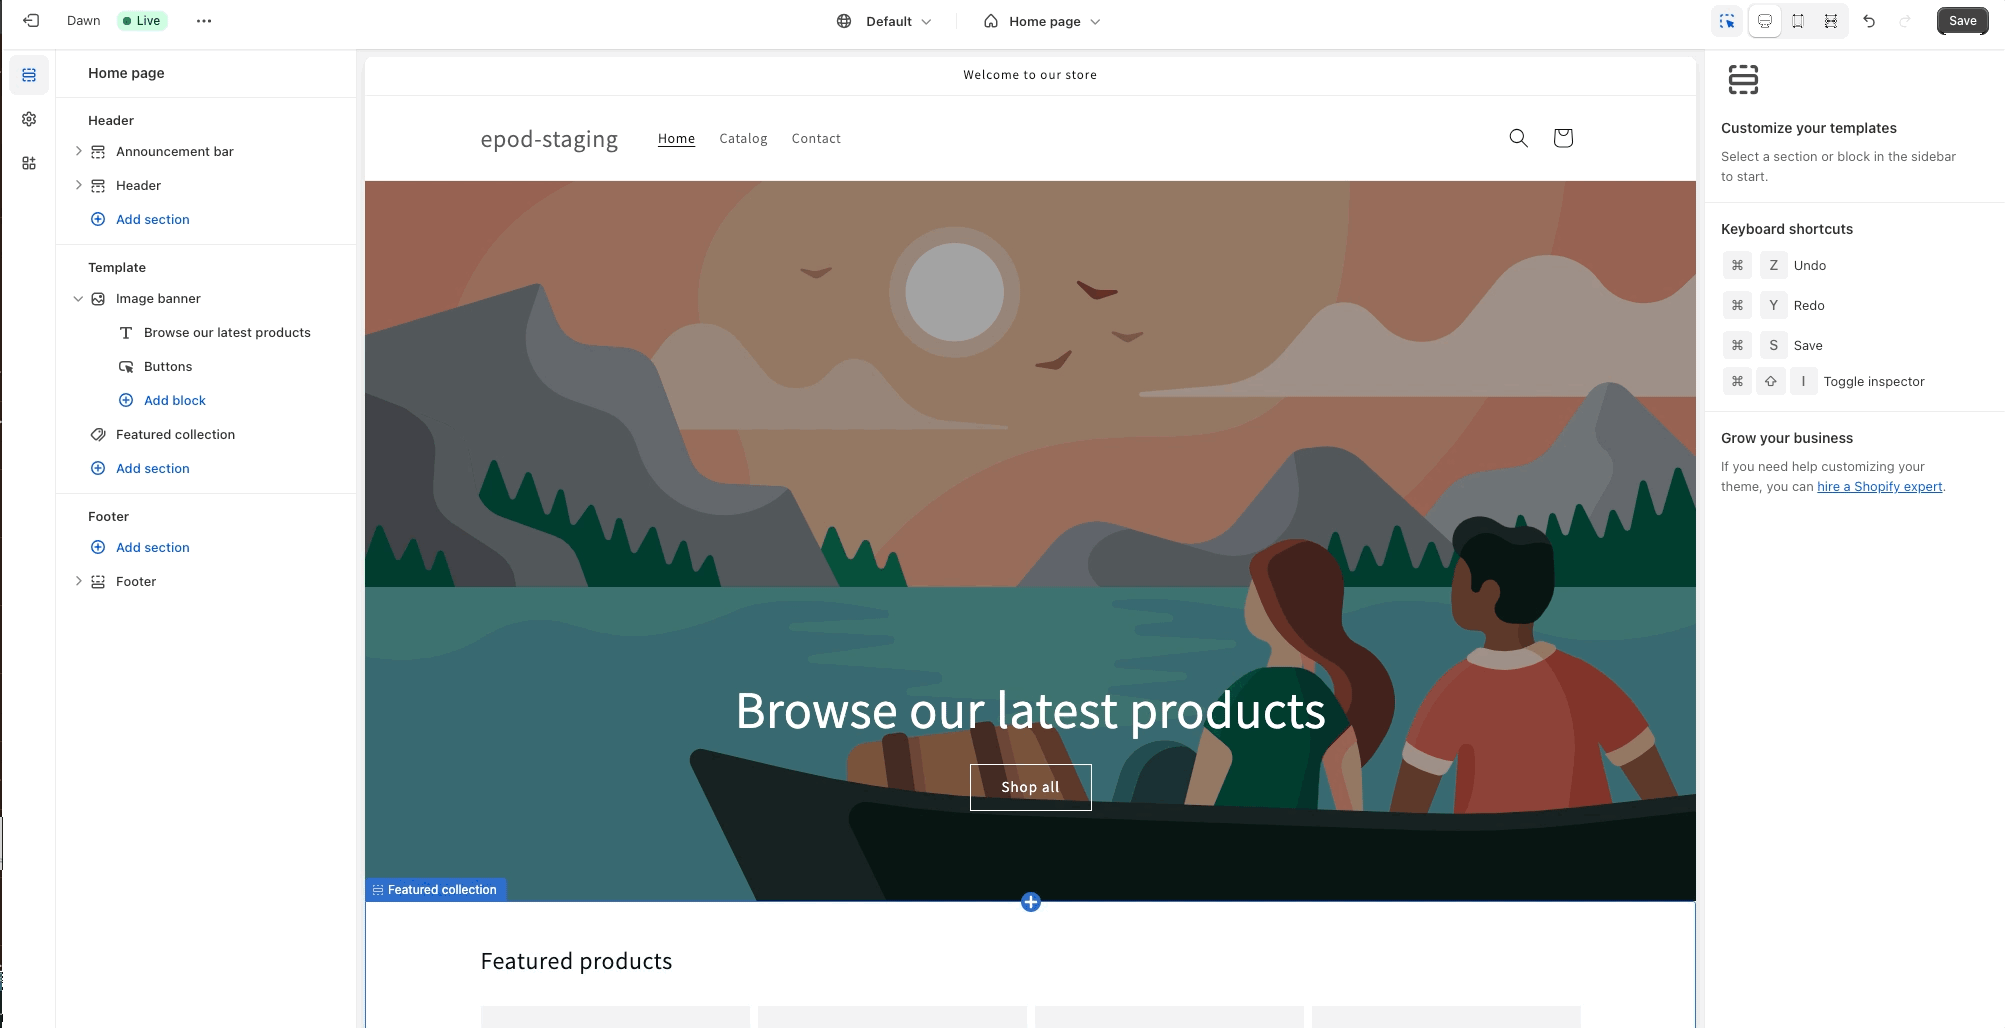 Dawn
Live
Default
Home page
Save
Home page
Header
Announcement bar
Header
Add section
Template
Image banner
Browse our latest products
Buttons
Add block
Featured collection
Add section
Footer
Add section
Footer
Welcome to our store
epod-staging Home Catalog Contact
Browse our latest products
Shop all
Featured collection
Featured products
Customize your templates
Select a section or block in the sidebar
to start.
Keyboard shortcuts
⌘ Z Undo
⌘ Y Redo
⌘ S Save
⌘ ⇧ I Toggle inspector
Grow your business
If you need help customizing your
theme, you can hire a Shopify expert.